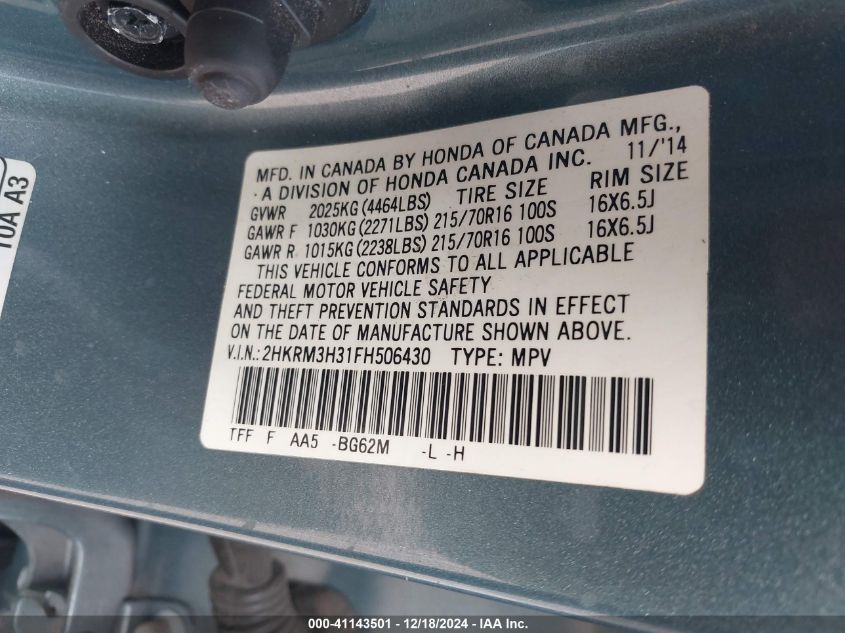 10A A3
MFD. IN CANADA BY HONDA OF CANADA MFG.,
A DIVISION OF HONDA CANADA INC. 11/'14
GVWR 2025KG (4464LBS) TIRE SIZE RIM SIZE
GAWR F 1030KG (2271LBS) 215/70R16 100S 16X6.5J
GAWR R 1015KG (2238LBS) 215/70R16 100S 16X6.5J
THIS VEHICLE CONFORMS TO ALL APPLICABLE
FEDERAL MOTOR VEHICLE SAFETY
AND THEFT PREVENTION STANDARDS IN EFFECT
ON THE DATE OF MANUFACTURE SHOWN ABOVE.
V.I.N.: 2HKRM3H31FH506430 TYPE: MPV
TFF F AA5 -BG62M -L -H
000-41143501 - 12/18/2024 - IAA Inc.